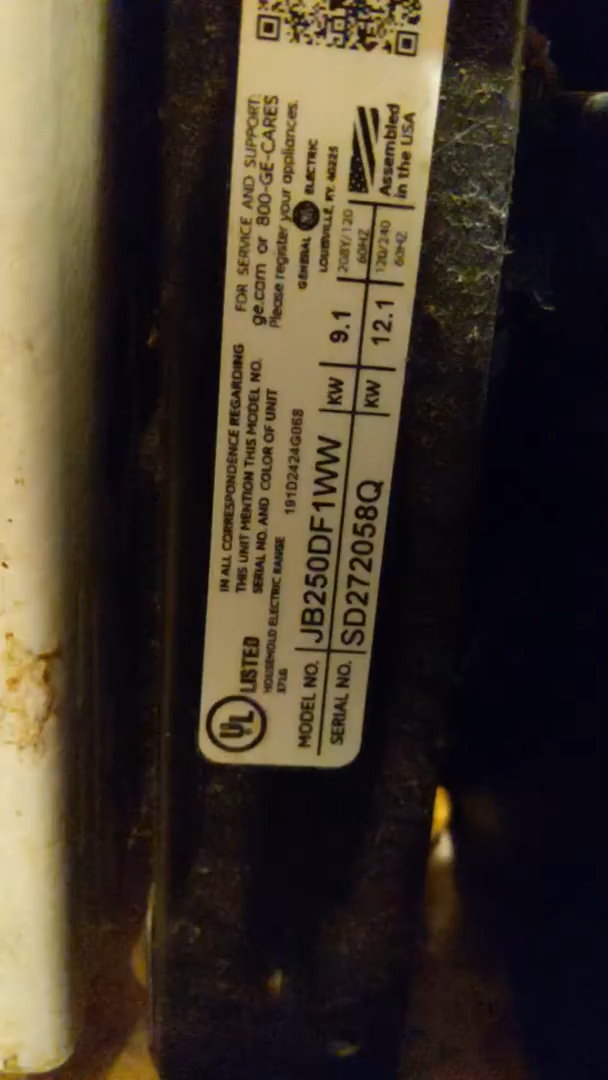 IN ALL CORRESPONDENCE REGARDING
THIS UNIT MENTION THIS MODEL NO.
SERIAL NO. AND COLOR OF UNIT
FOR SERVICE AND SUPPORT:
ge.com or 800-GE-CARES
Please register your appliances.
UL LISTED
HOUSEHOLD ELECTRIC RANGE
191D2424G068
GENERAL GE ELECTRIC
LOUISVILLE, KY. 40225
MODEL NO. JB250DF1WW KW 9.1 208Y/120 60HZ
SERIAL NO. SD272058Q KW 12.1 120/240 60HZ
Assembled
in the USA